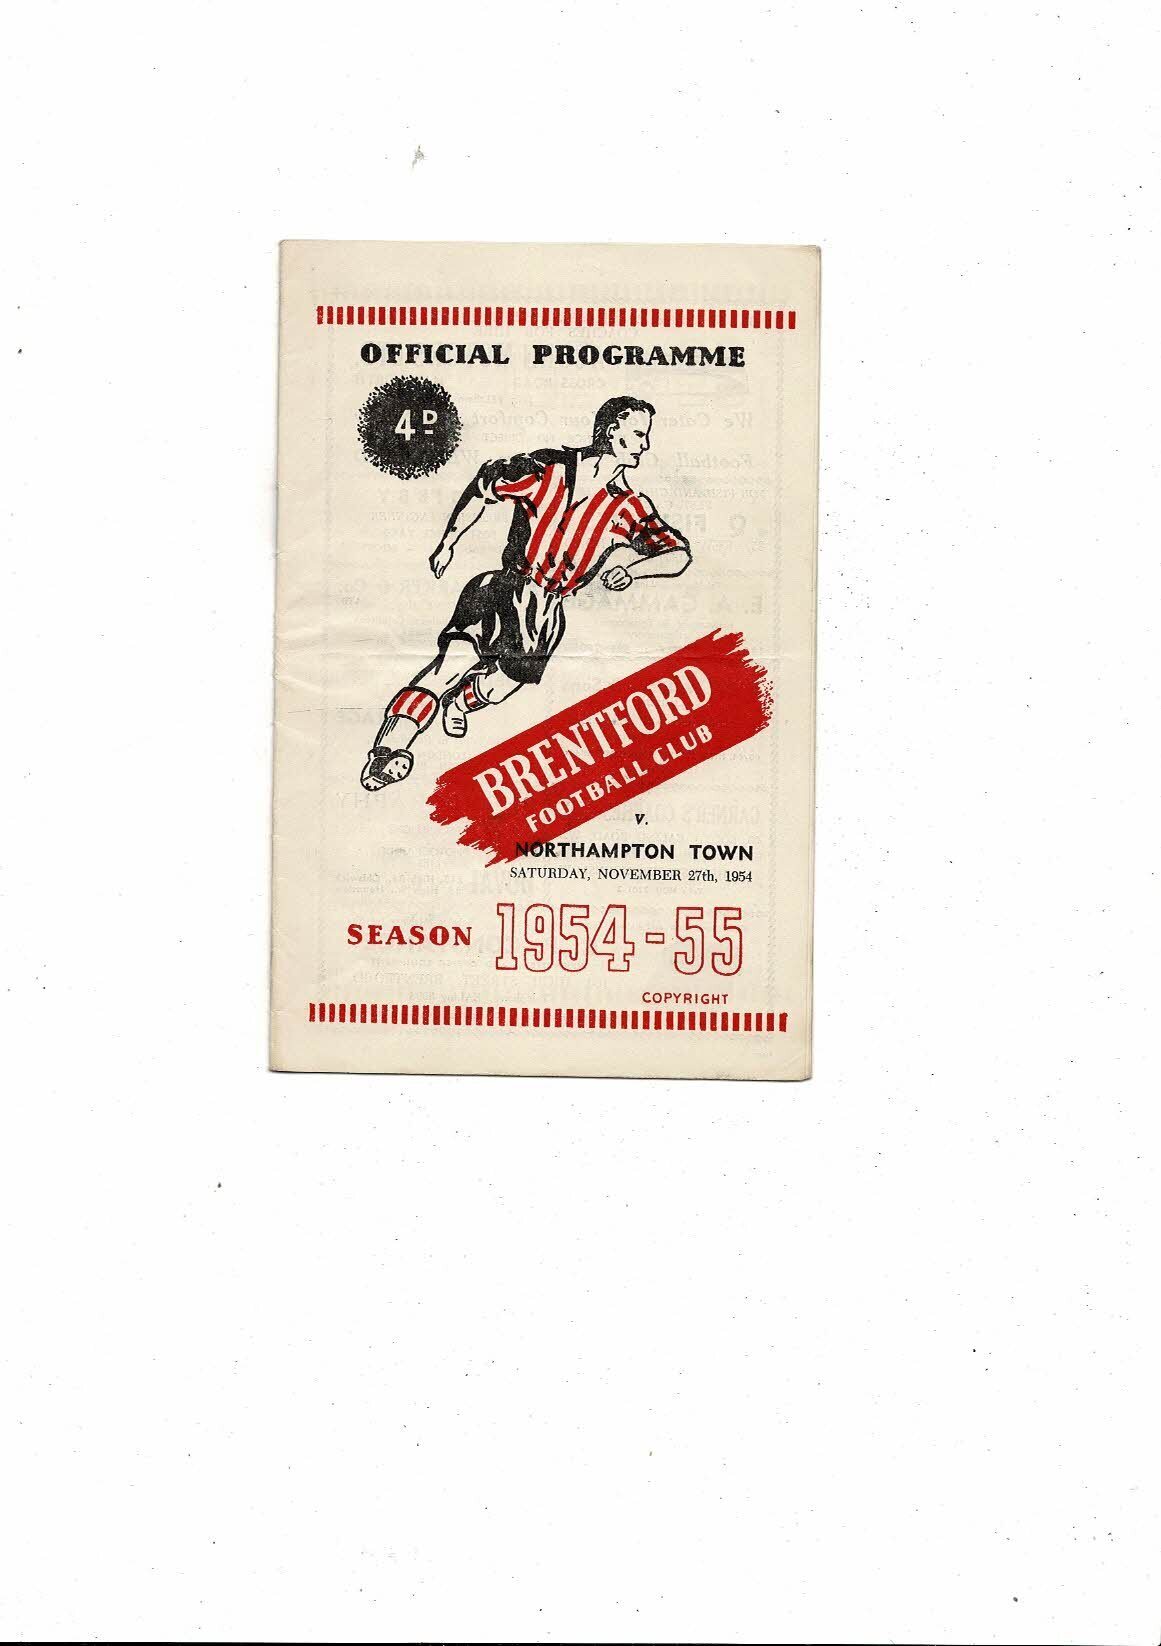 OFFICIAL PROGRAMME
4D
BRENTFORD
FOOTBALL CLUB
v.
NORTHAMPTON TOWN
SATURDAY, NOVEMBER 27th, 1954
SEASON 1954-55
COPYRIGHT